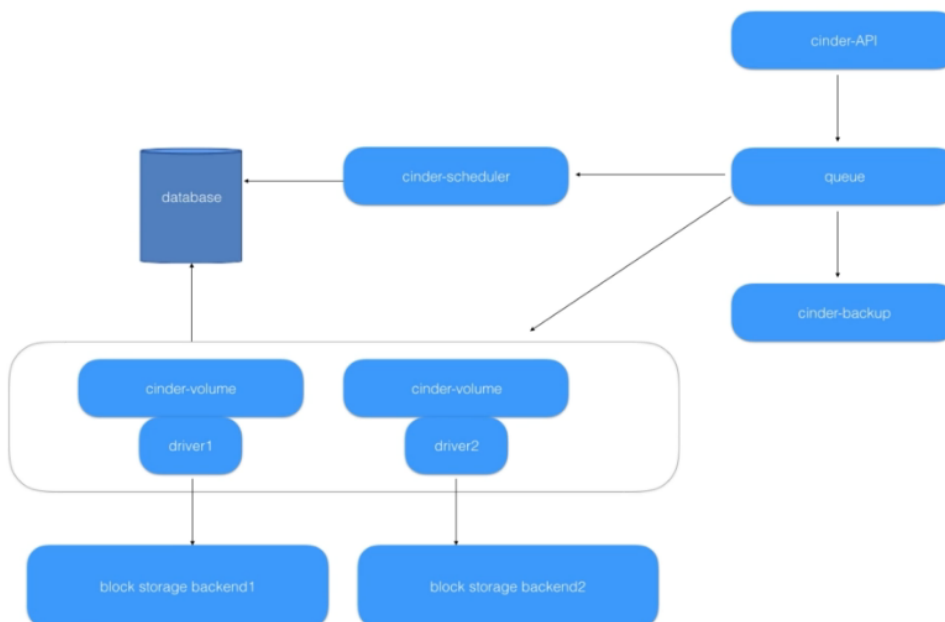 cinder-API
database
cinder-scheduler
queue
cinder-backup
cinder-volume
cinder-volume
driver1
driver2
block storage backend1
block storage backend2